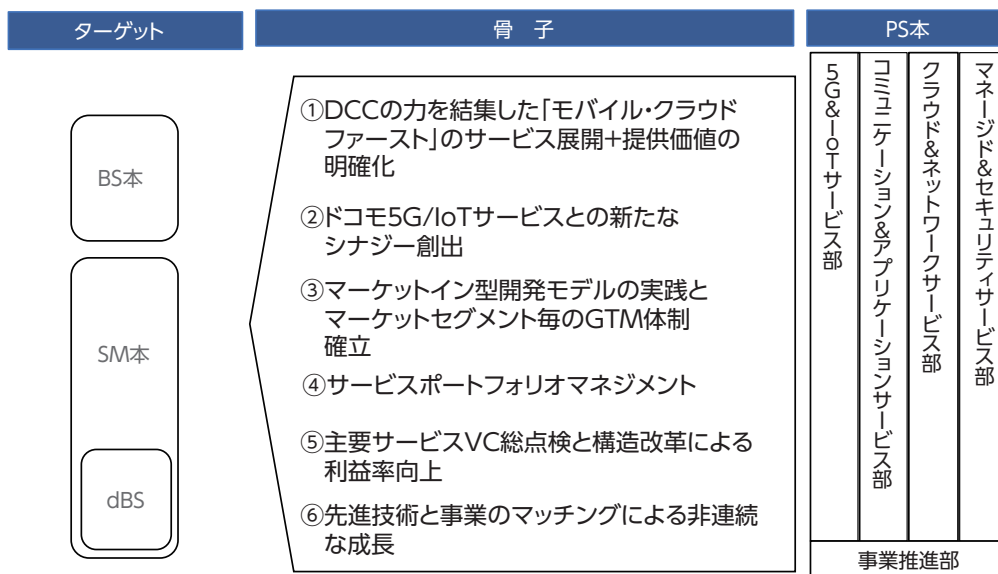 ターゲット
骨 子
PS本
BS本
SM本
dBS
①DCCの力を結集した「モバイル・クラウド
ファースト」のサービス展開+提供価値の
明確化
②ドコモ5G/IoTサービスとの新たな
シナジー創出
③マーケットイン型開発モデルの実践と
マーケットセグメント毎のGTM体制
確立
④サービスポートフォリオマネジメント
⑤主要サービスVC総点検と構造改革による
利益率向上
⑥先進技術と事業のマッチングによる非連続
な成長
5G&IoTサービス部
コミュニケーション&アプリケーションサービス部
クラウド&ネットワークサービス部
マネージド&セキュリティサービス部
事業推進部